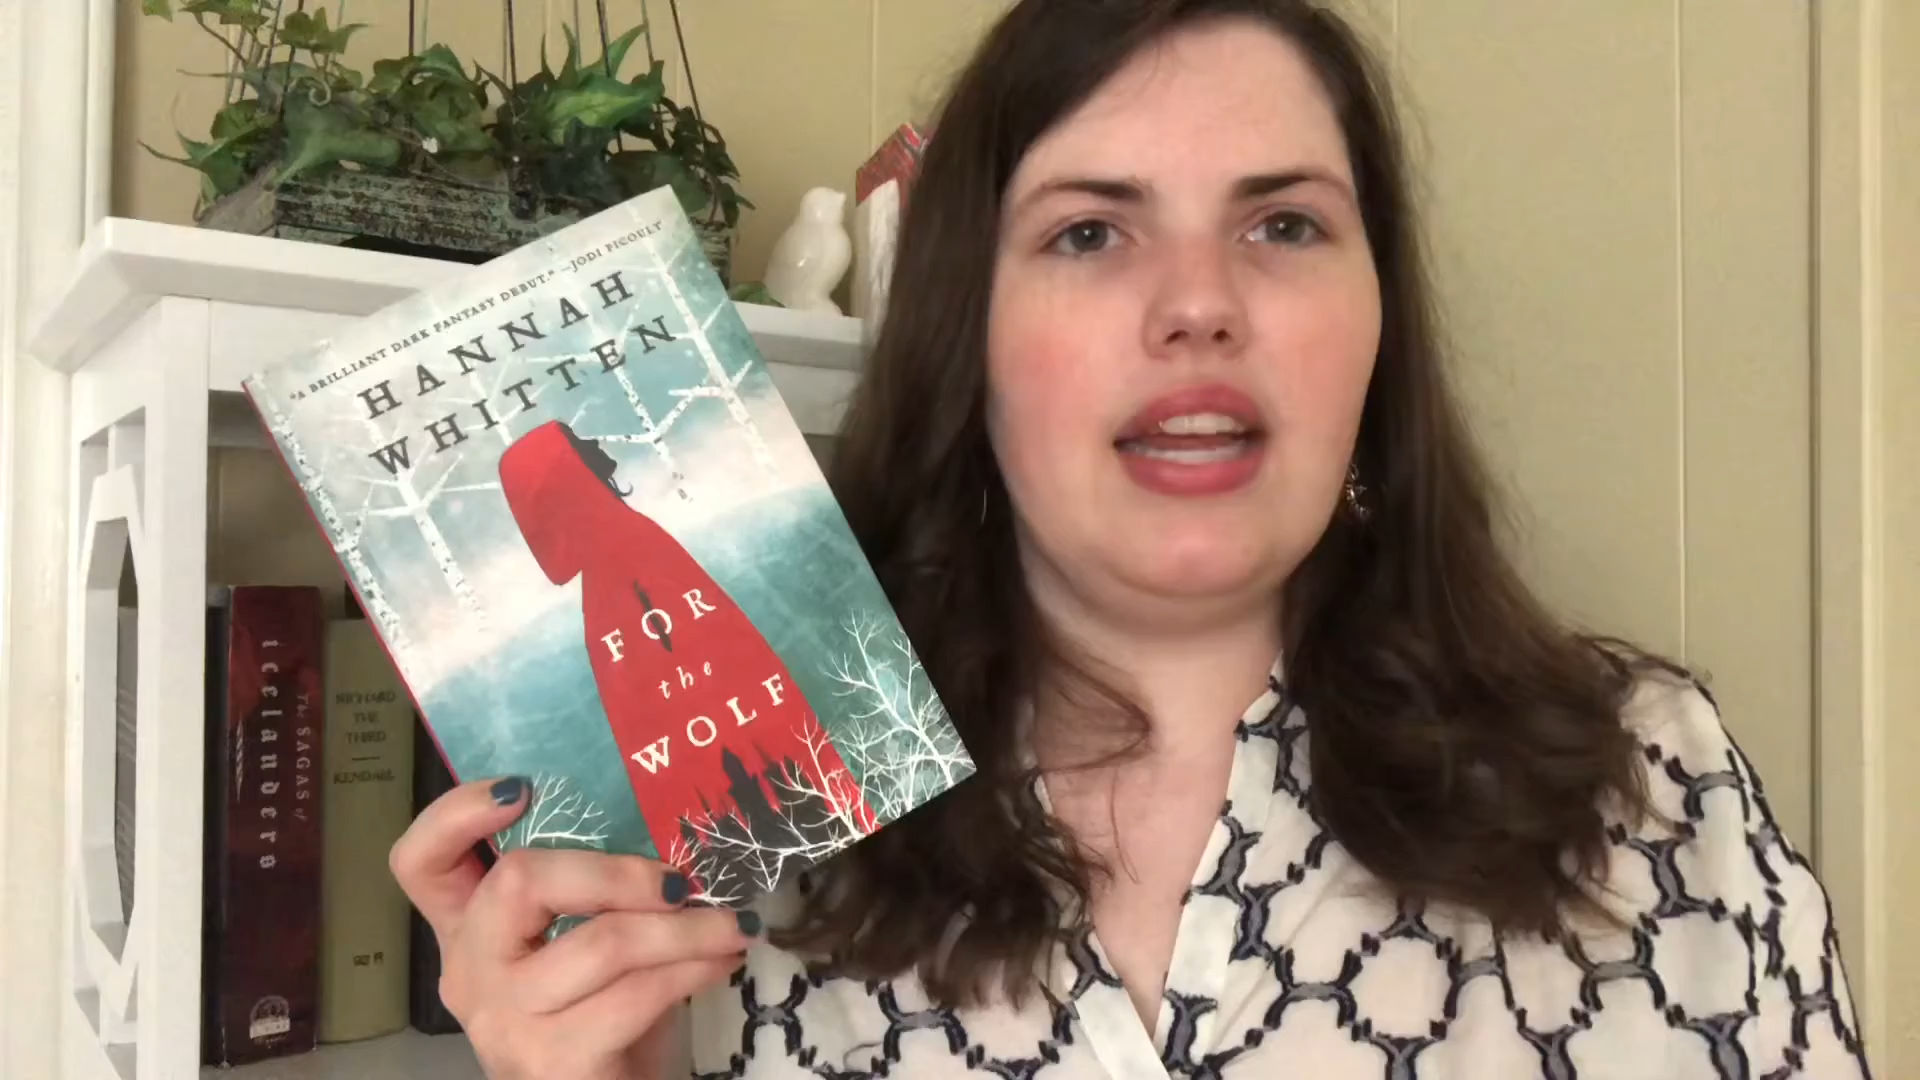 "A BRILLIANT DARK FANTASY DEBUT." —JODI PICOULT
HANNAH
WHITTEN
FOR
the
WOLF
The SAGAS of
icelanders
RICHARD
THE
THIRD
KENDALL
92 R